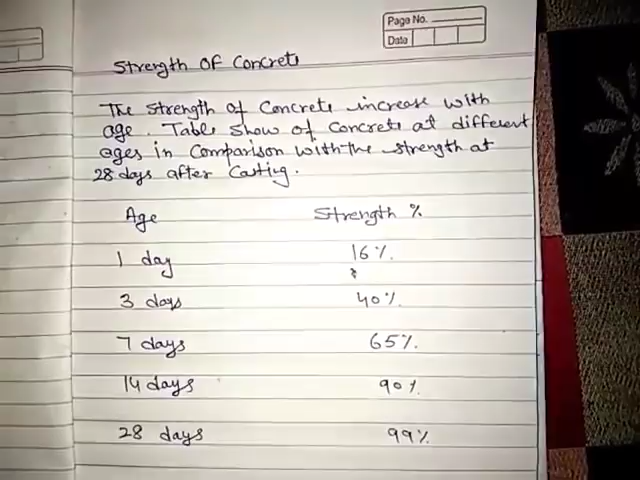 Page No.
Date
Strength Of Concrete
The strength of concrete increase with
age. Table show of concrete at different
ages in comparison with the strength at
28 days after casting.
Age Strength %
1 day 16%
3 days 40%
7 days 65%
14 days 90%
28 days 99%